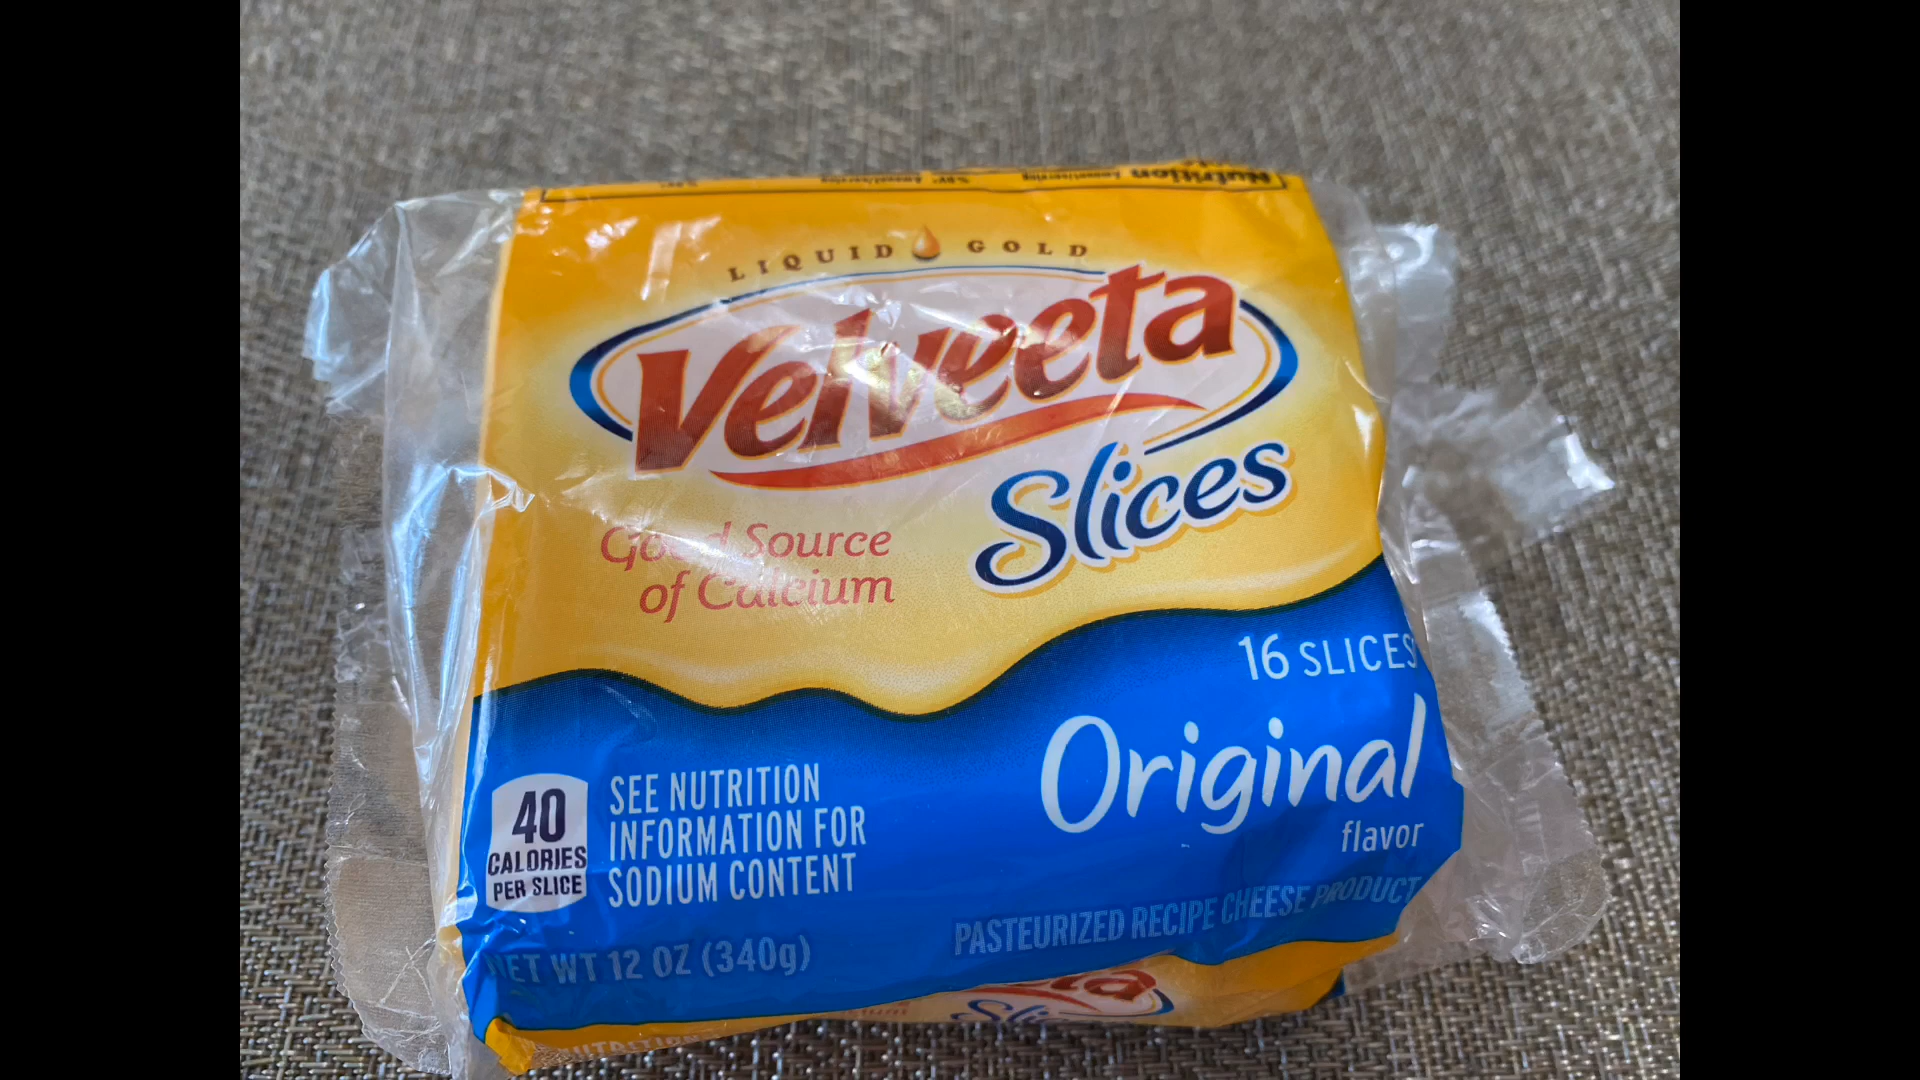 Nutrition
LIQUID GOLD
Velveeta
Slices
Good Source
of Calcium
16 SLICES
Original
flavor
40
CALORIES
PER SLICE
SEE NUTRITION
INFORMATION FOR
SODIUM CONTENT
NET WT 12 OZ (340g)
PASTEURIZED RECIPE CHEESE PRODUCT